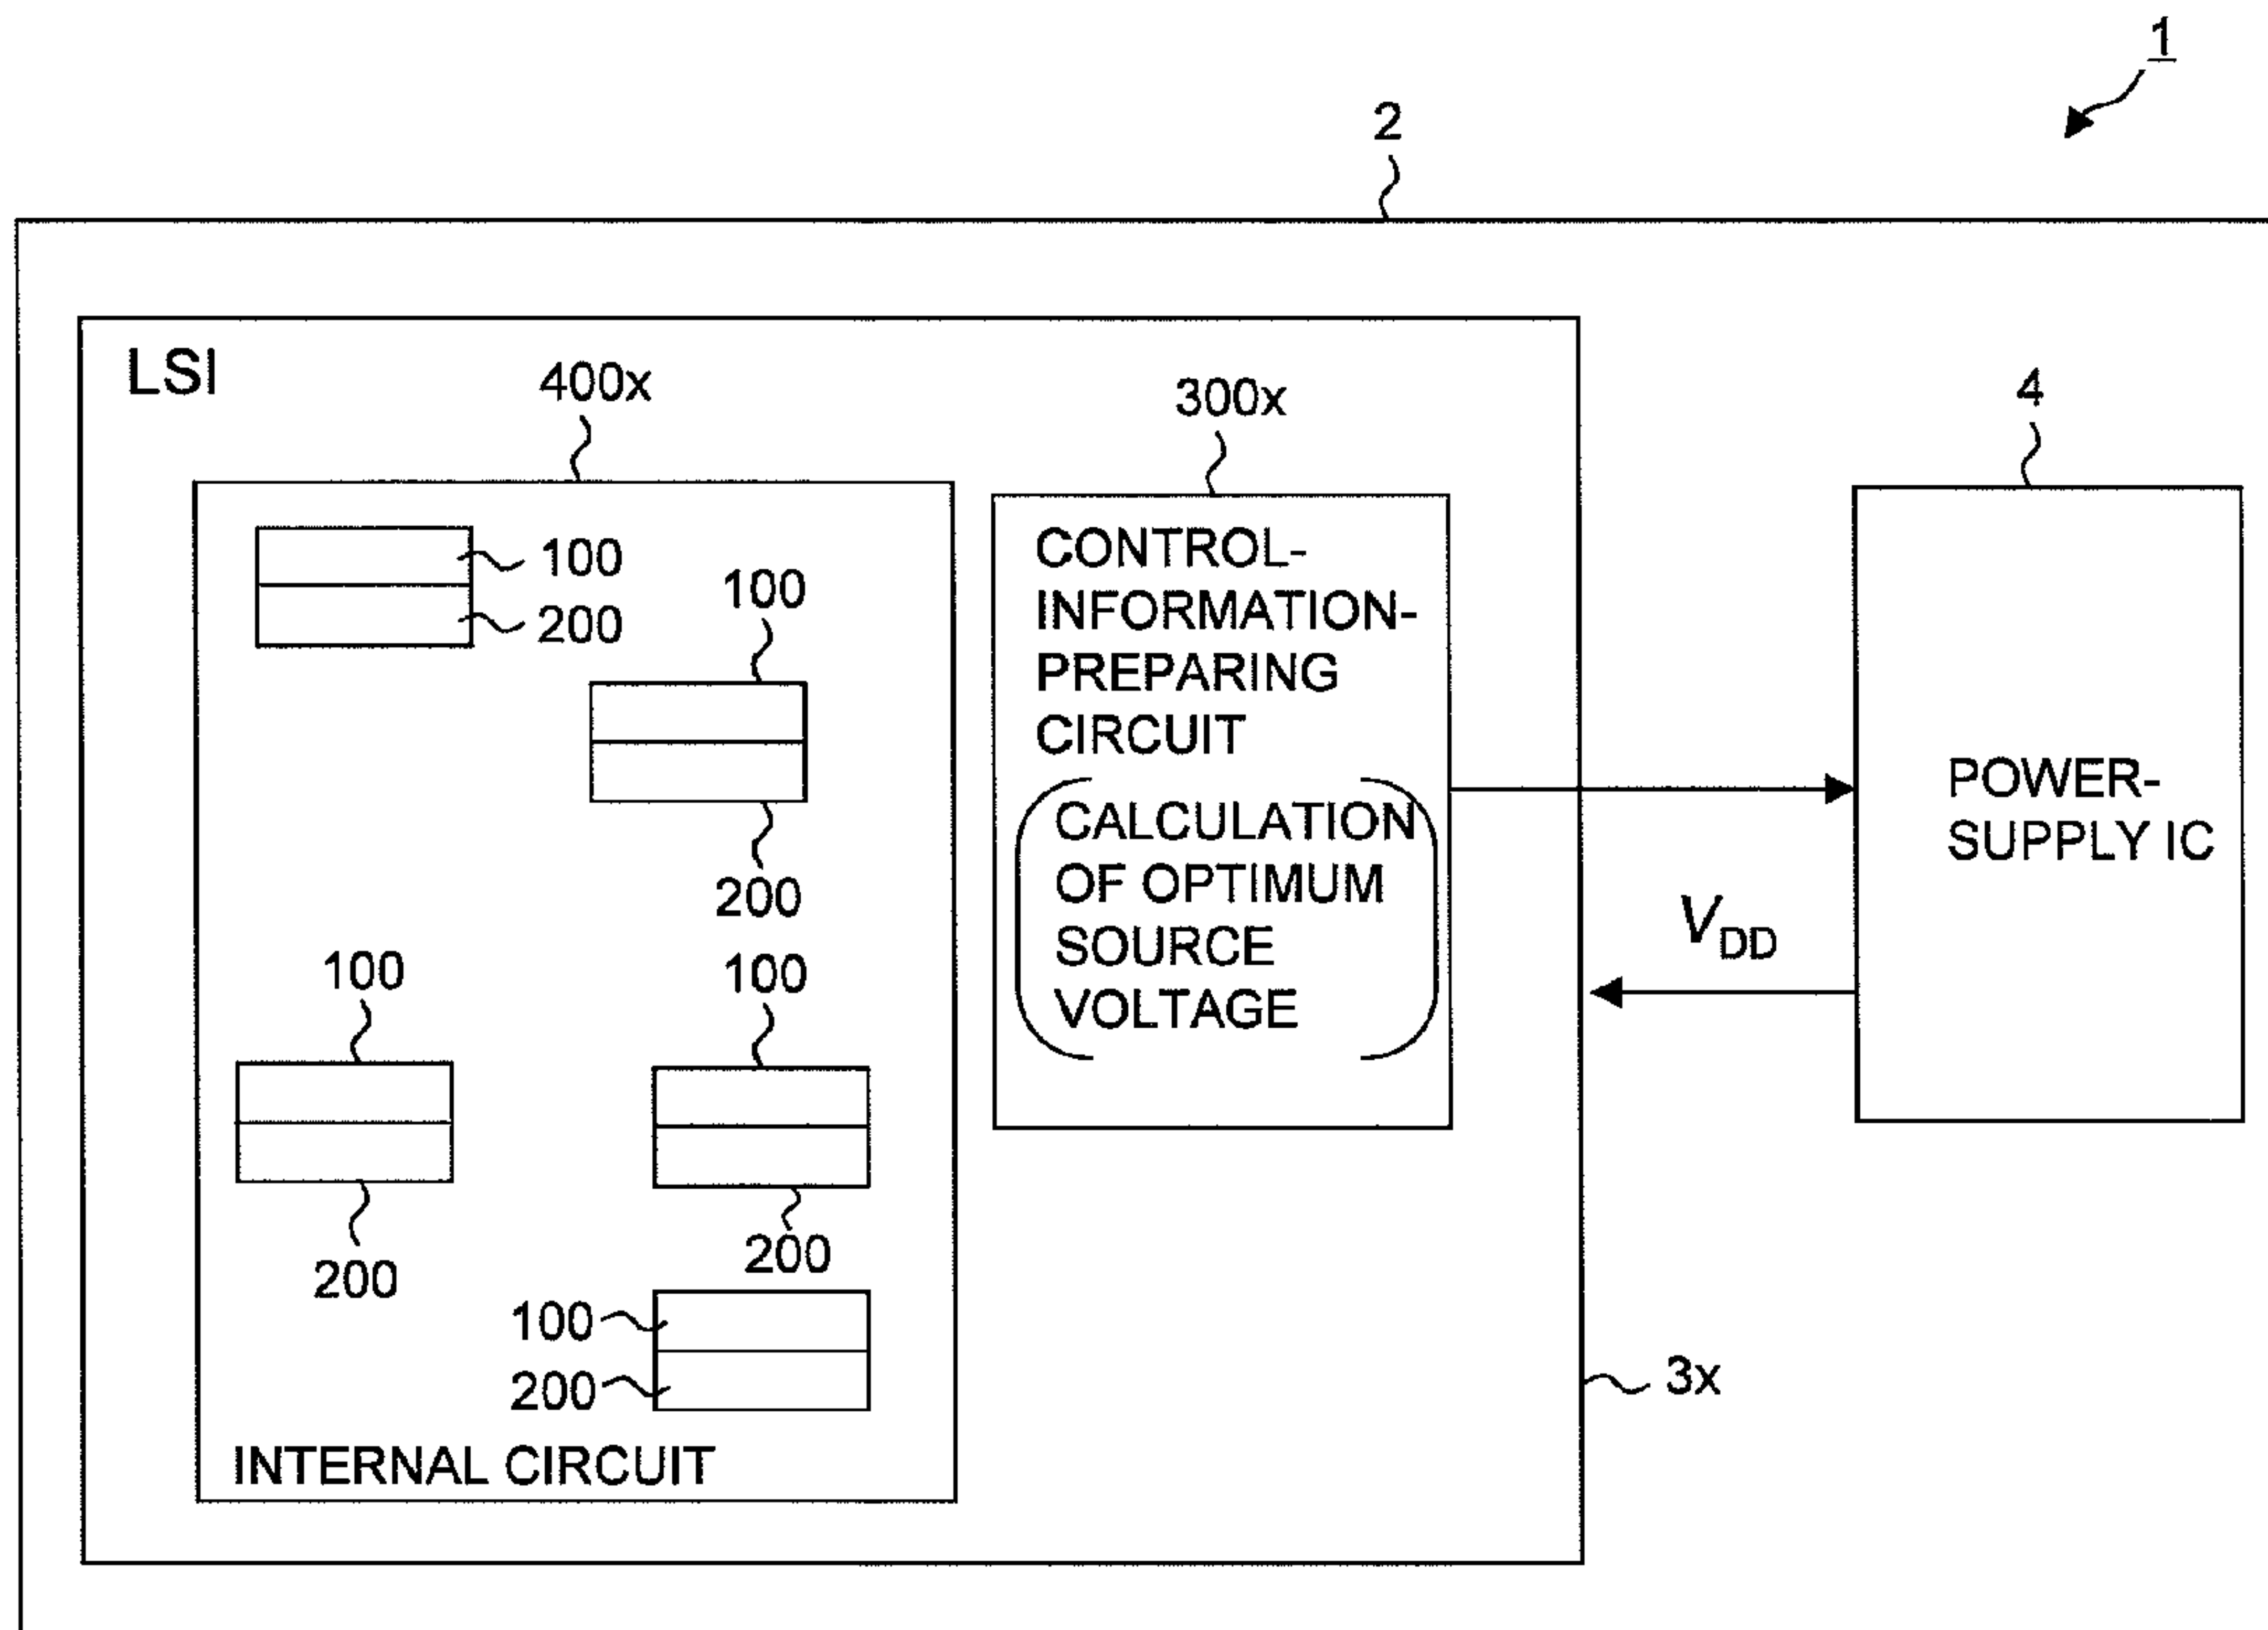 1
2
LSI
400x
300x
4
100
200
100
200
CONTROL-
INFORMATION-
PREPARING
CIRCUIT
CALCULATION
OF OPTIMUM
SOURCE
VOLTAGE
POWER-
SUPPLY IC
VDD
100
200
100
200
100
200
3x
INTERNAL CIRCUIT